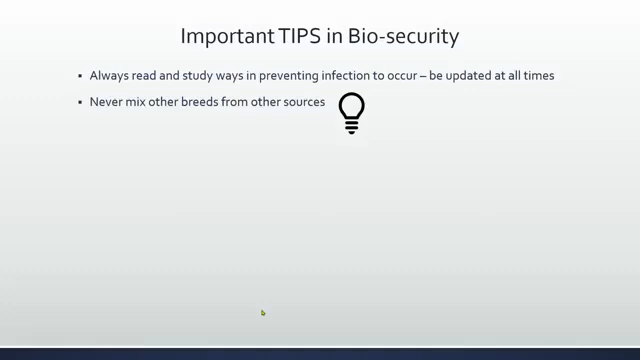 Important TIPS in Bio-security
▪ Always read and study ways in preventing infection to occur – be updated at all times
▪ Never mix other breeds from other sources